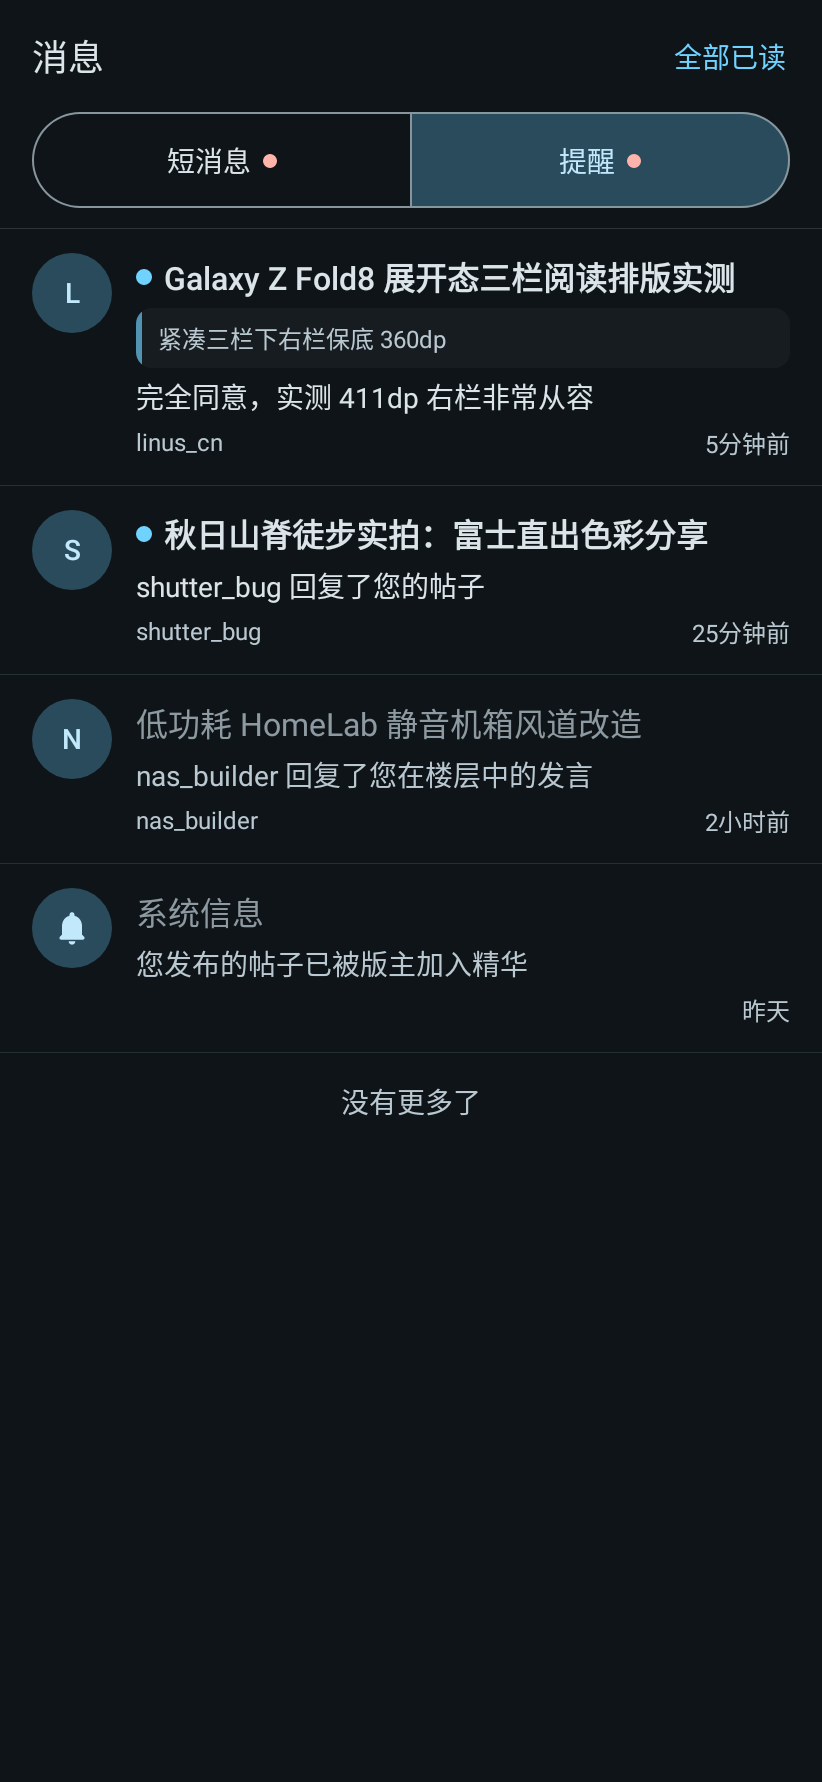 消息
全部已读
短消息
提醒
L
Galaxy Z Fold8 展开态三栏阅读排版实测
紧凑三栏下右栏保底 360dp
完全同意，实测 411dp 右栏非常从容
linus_cn
5分钟前
S
秋日山脊徒步实拍：富士直出色彩分享
shutter_bug 回复了您的帖子
shutter_bug
25分钟前
N
低功耗 HomeLab 静音机箱风道改造
nas_builder 回复了您在楼层中的发言
nas_builder
2小时前
系统信息
您发布的帖子已被版主加入精华
昨天
没有更多了